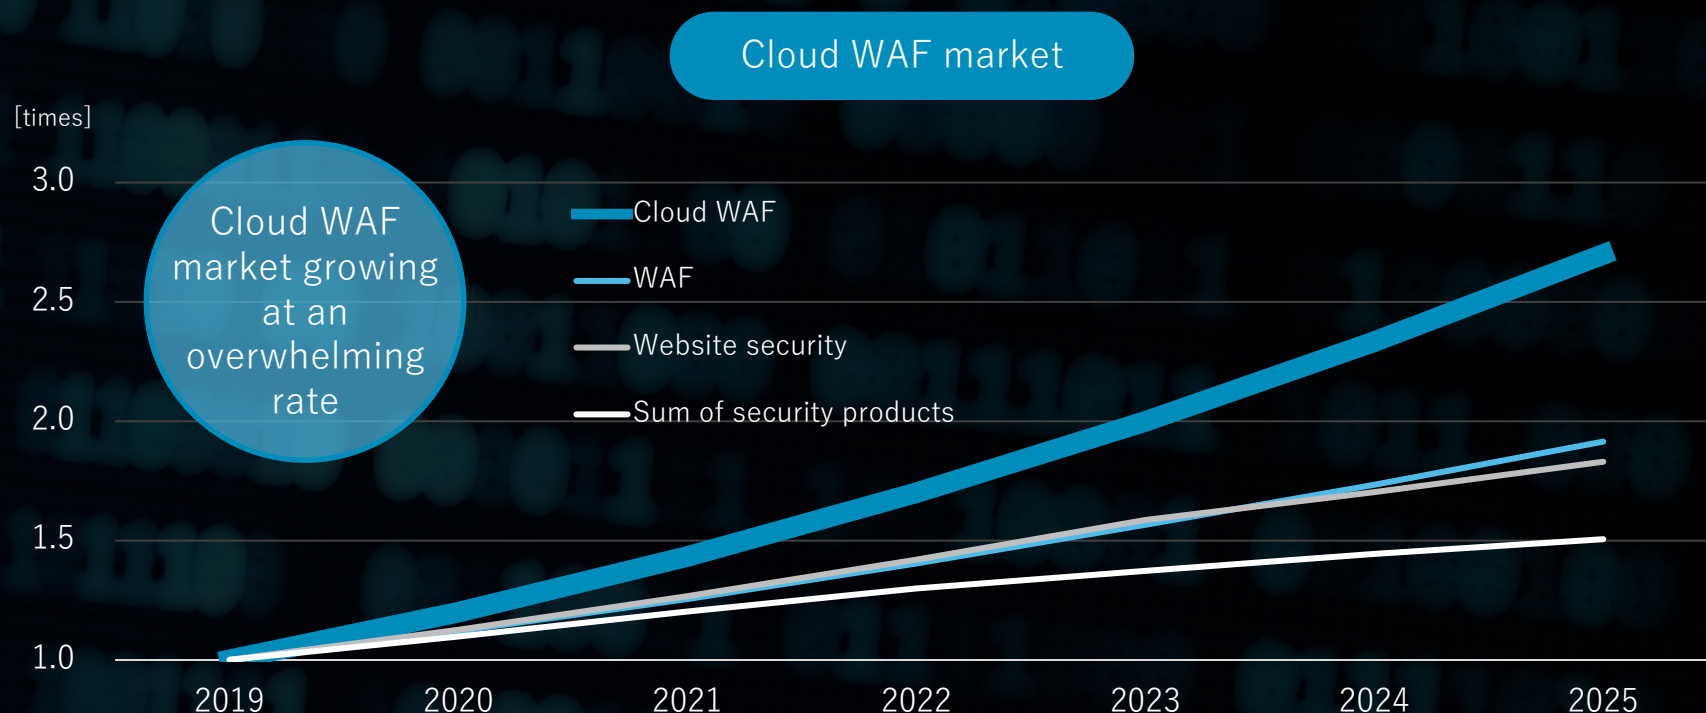 Cloud WAF market
[times]
3.0
2.5
2.0
1.5
1.0
Cloud WAF
market growing
at an
overwhelming
rate
Cloud WAF
WAF
Website security
Sum of security products
2019 2020 2021 2022 2023 2024 2025